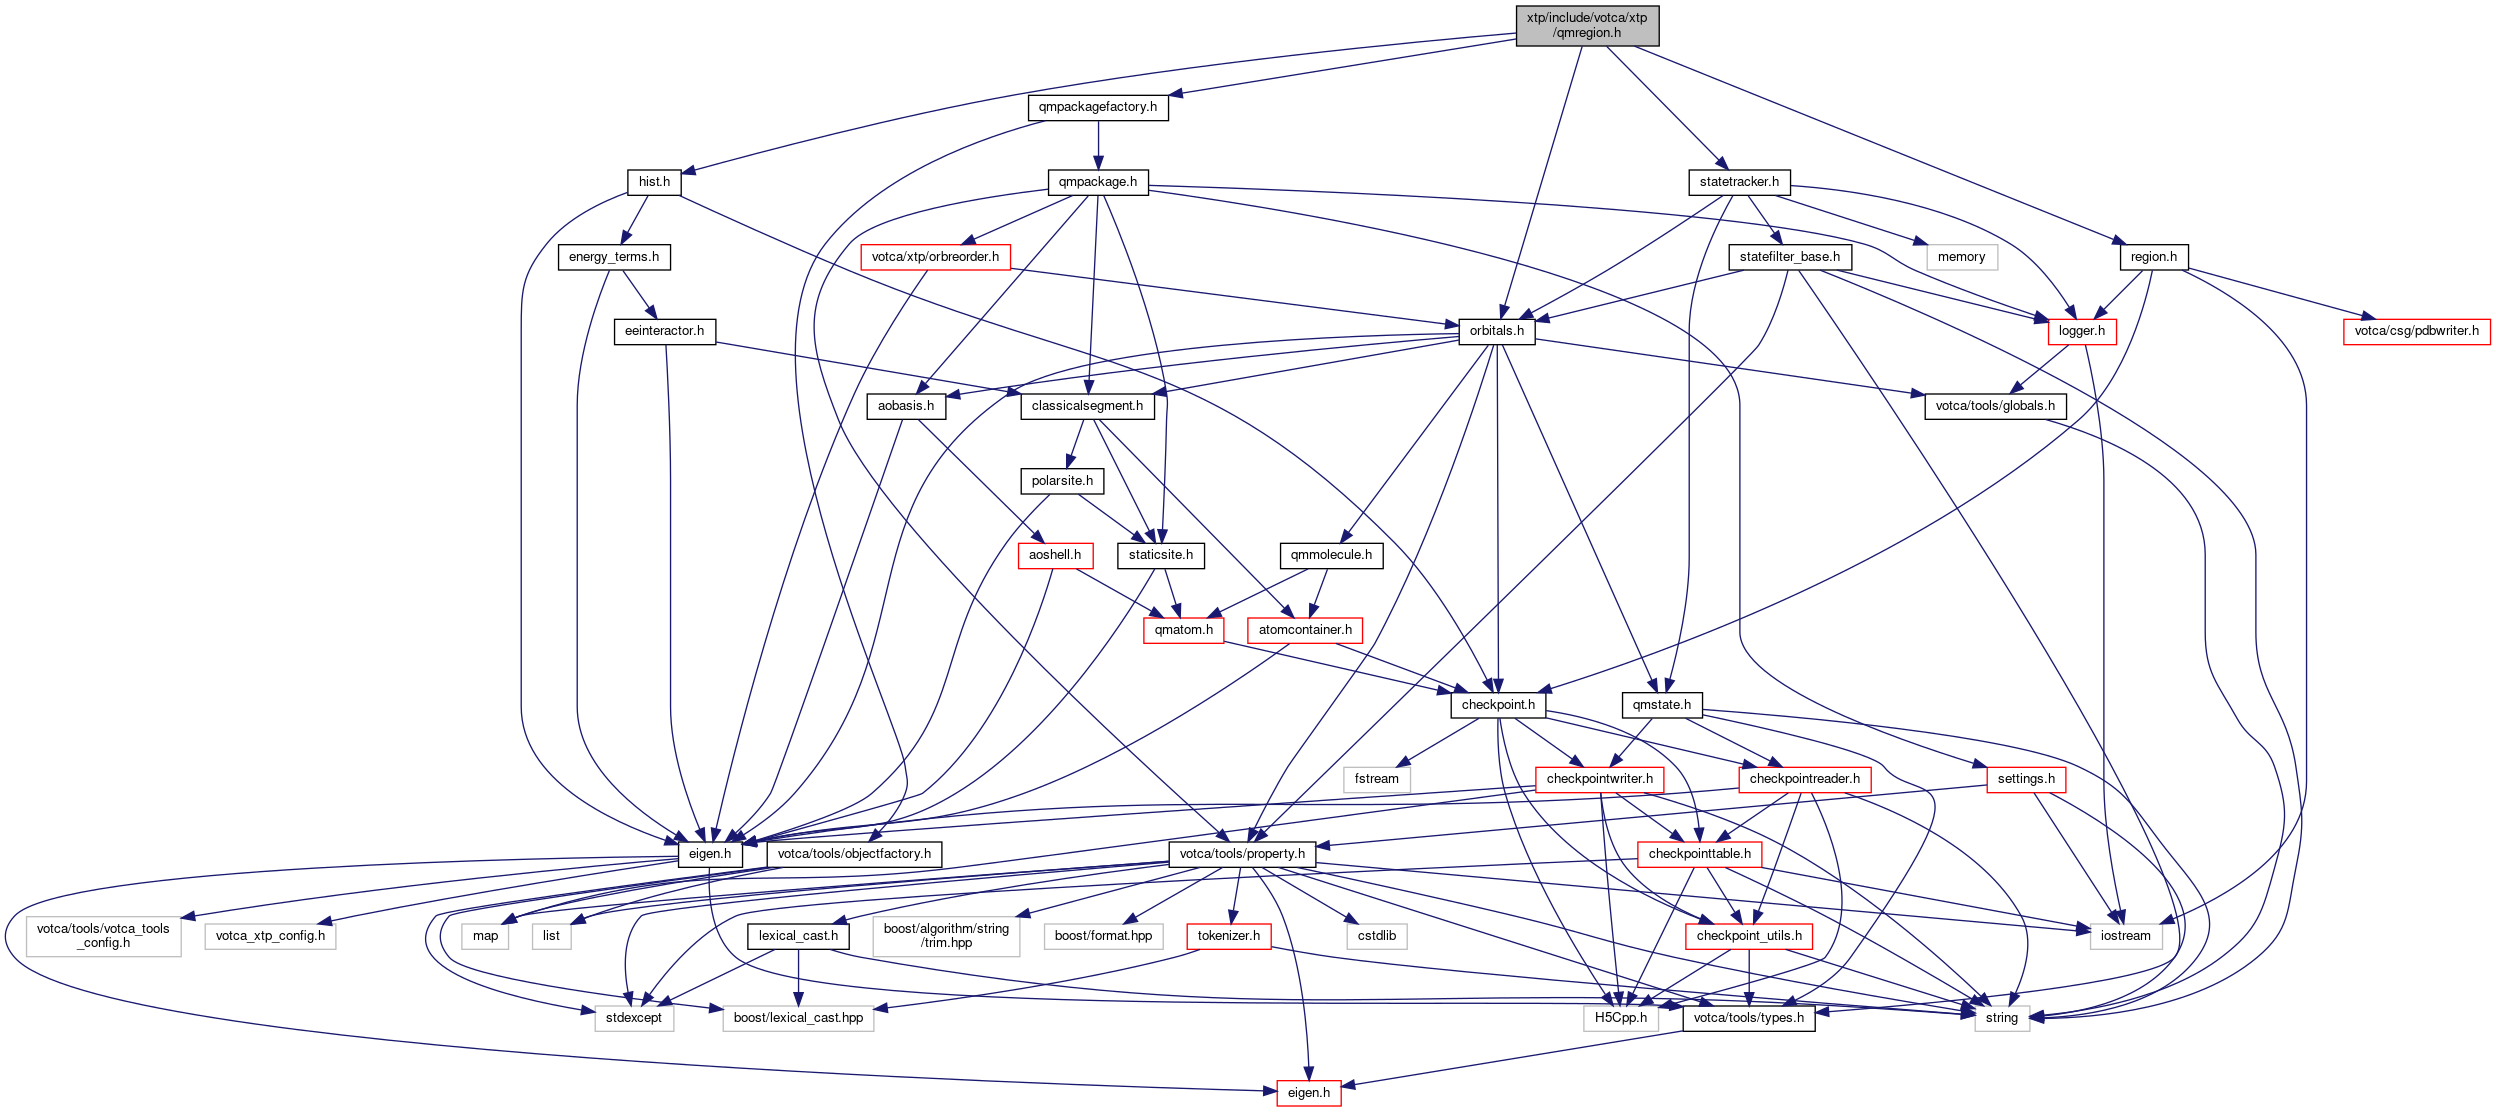 xtp/include/votca/xtp
/qmregion.h
qmpackagefactory.h
hist.h
qmpackage.h
statetracker.h
energy_terms.h
votca/xtp/orbreorder.h
statefilter_base.h
memory
region.h
eeinteractor.h
orbitals.h
logger.h
votca/csg/pdbwriter.h
aobasis.h
classicalsegment.h
votca/tools/globals.h
polarsite.h
aoshell.h
staticsite.h
qmmolecule.h
qmatom.h
atomcontainer.h
checkpoint.h
qmstate.h
fstream
checkpointwriter.h
checkpointreader.h
settings.h
eigen.h
votca/tools/objectfactory.h
votca/tools/property.h
checkpointtable.h
votca/tools/votca_tools
_config.h
votca_xtp_config.h
map
list
lexical_cast.h
boost/algorithm/string
/trim.hpp
boost/format.hpp
tokenizer.h
cstdlib
checkpoint_utils.h
iostream
stdexcept
boost/lexical_cast.hpp
H5Cpp.h
votca/tools/types.h
string
eigen.h